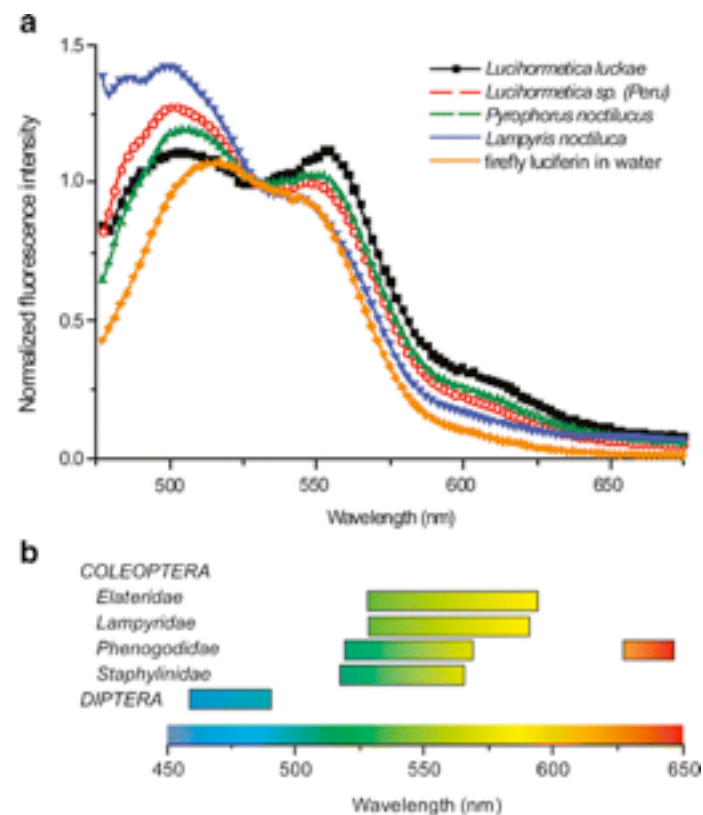 a
1.5
1.0
0.5
0.0
500
550
600
650
Normalized fluorescence intensity
Wavelength (nm)
Lucihormetica luckae
Lucihormetica sp. (Peru)
Pyrophorus noctilucus
Lampyris noctiluca
firefly luciferin in water
b
COLEOPTERA
Elateridae
Lampyridae
Phenogodidae
Staphylinidae
DIPTERA
450
500
550
600
650
Wavelength (nm)